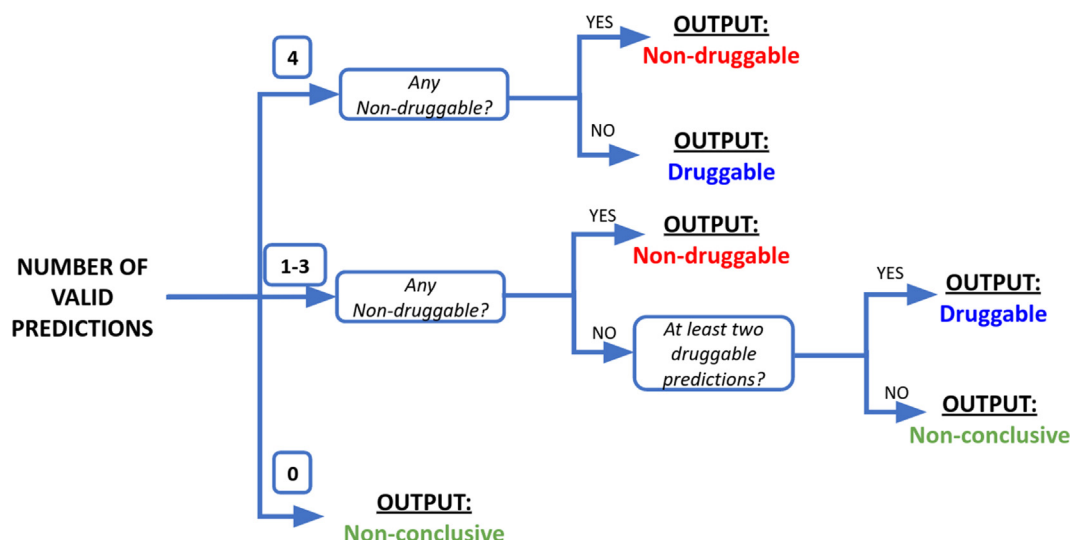 NUMBER OF
VALID
PREDICTIONS
4
Any
Non-druggable?
YES
OUTPUT:
Non-druggable
NO
OUTPUT:
Druggable
1-3
Any
Non-druggable?
YES
OUTPUT:
Non-druggable
NO
At least two
druggable
predictions?
YES
OUTPUT:
Druggable
NO
OUTPUT:
Non-conclusive
0
OUTPUT:
Non-conclusive